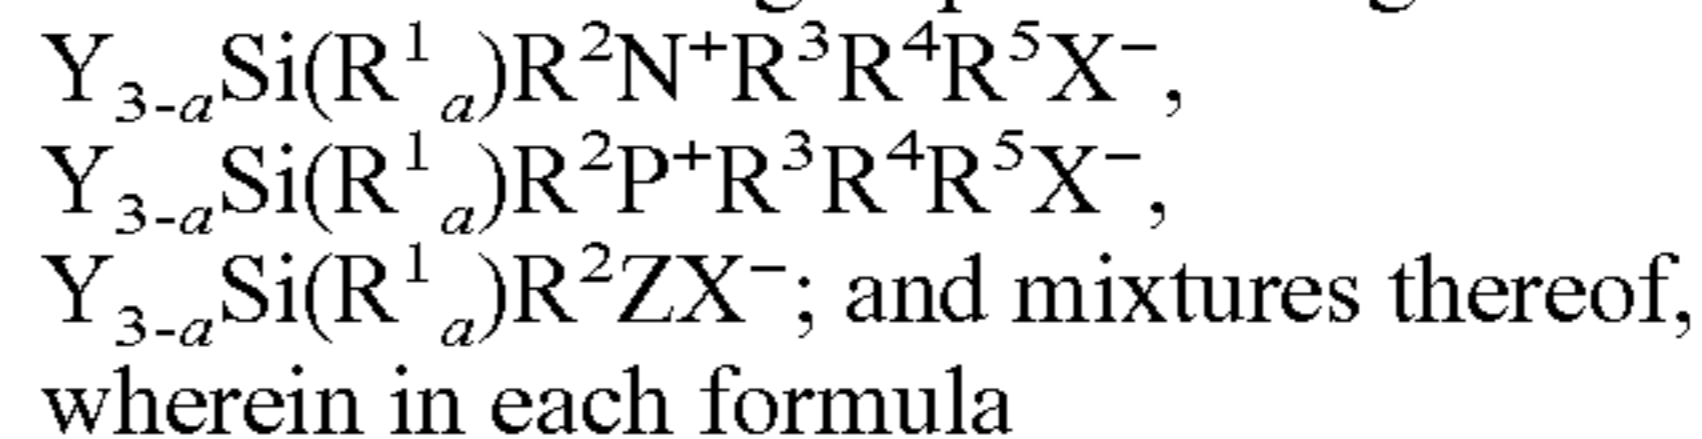 Y₃₋ₐSi(R¹ₐ)R²N⁺R³R⁴R⁵X⁻,
Y₃₋ₐSi(R¹ₐ)R²P⁺R³R⁴R⁵X⁻,
Y₃₋ₐSi(R¹ₐ)R²ZX⁻; and mixtures thereof,
wherein in each formula